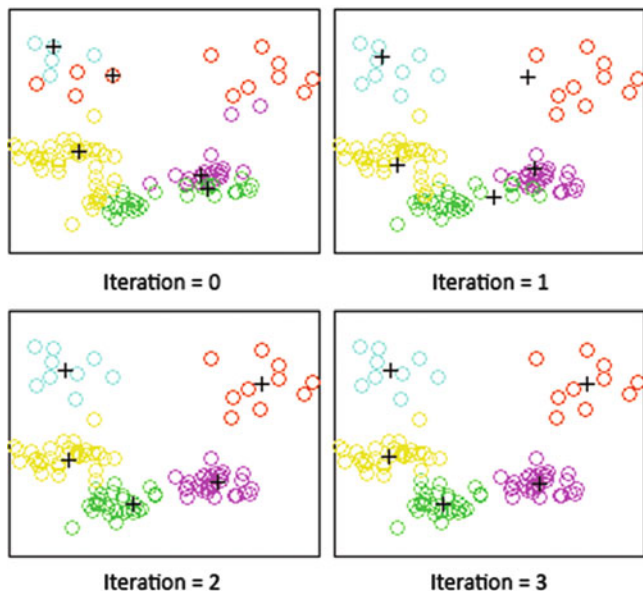 Iteration = 0
Iteration = 1
Iteration = 2
Iteration = 3